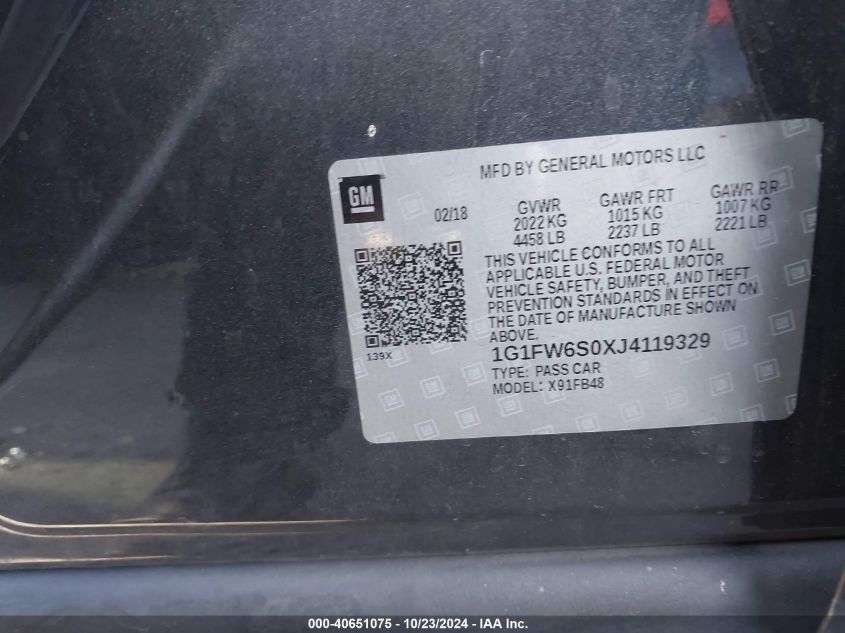 MFD BY GENERAL MOTORS LLC
GM
02/18
GVWR GAWR FRT GAWR RR
2022 KG 1015 KG 1007 KG
4458 LB 2237 LB 2221 LB
THIS VEHICLE CONFORMS TO ALL
APPLICABLE U.S. FEDERAL MOTOR
VEHICLE SAFETY, BUMPER, AND THEFT
PREVENTION STANDARDS IN EFFECT ON
THE DATE OF MANUFACTURE SHOWN
ABOVE.
139X
1G1FW6S0XJ4119329
TYPE: PASS CAR
MODEL: X91FB48
000-40651075 - 10/23/2024 - IAA Inc.